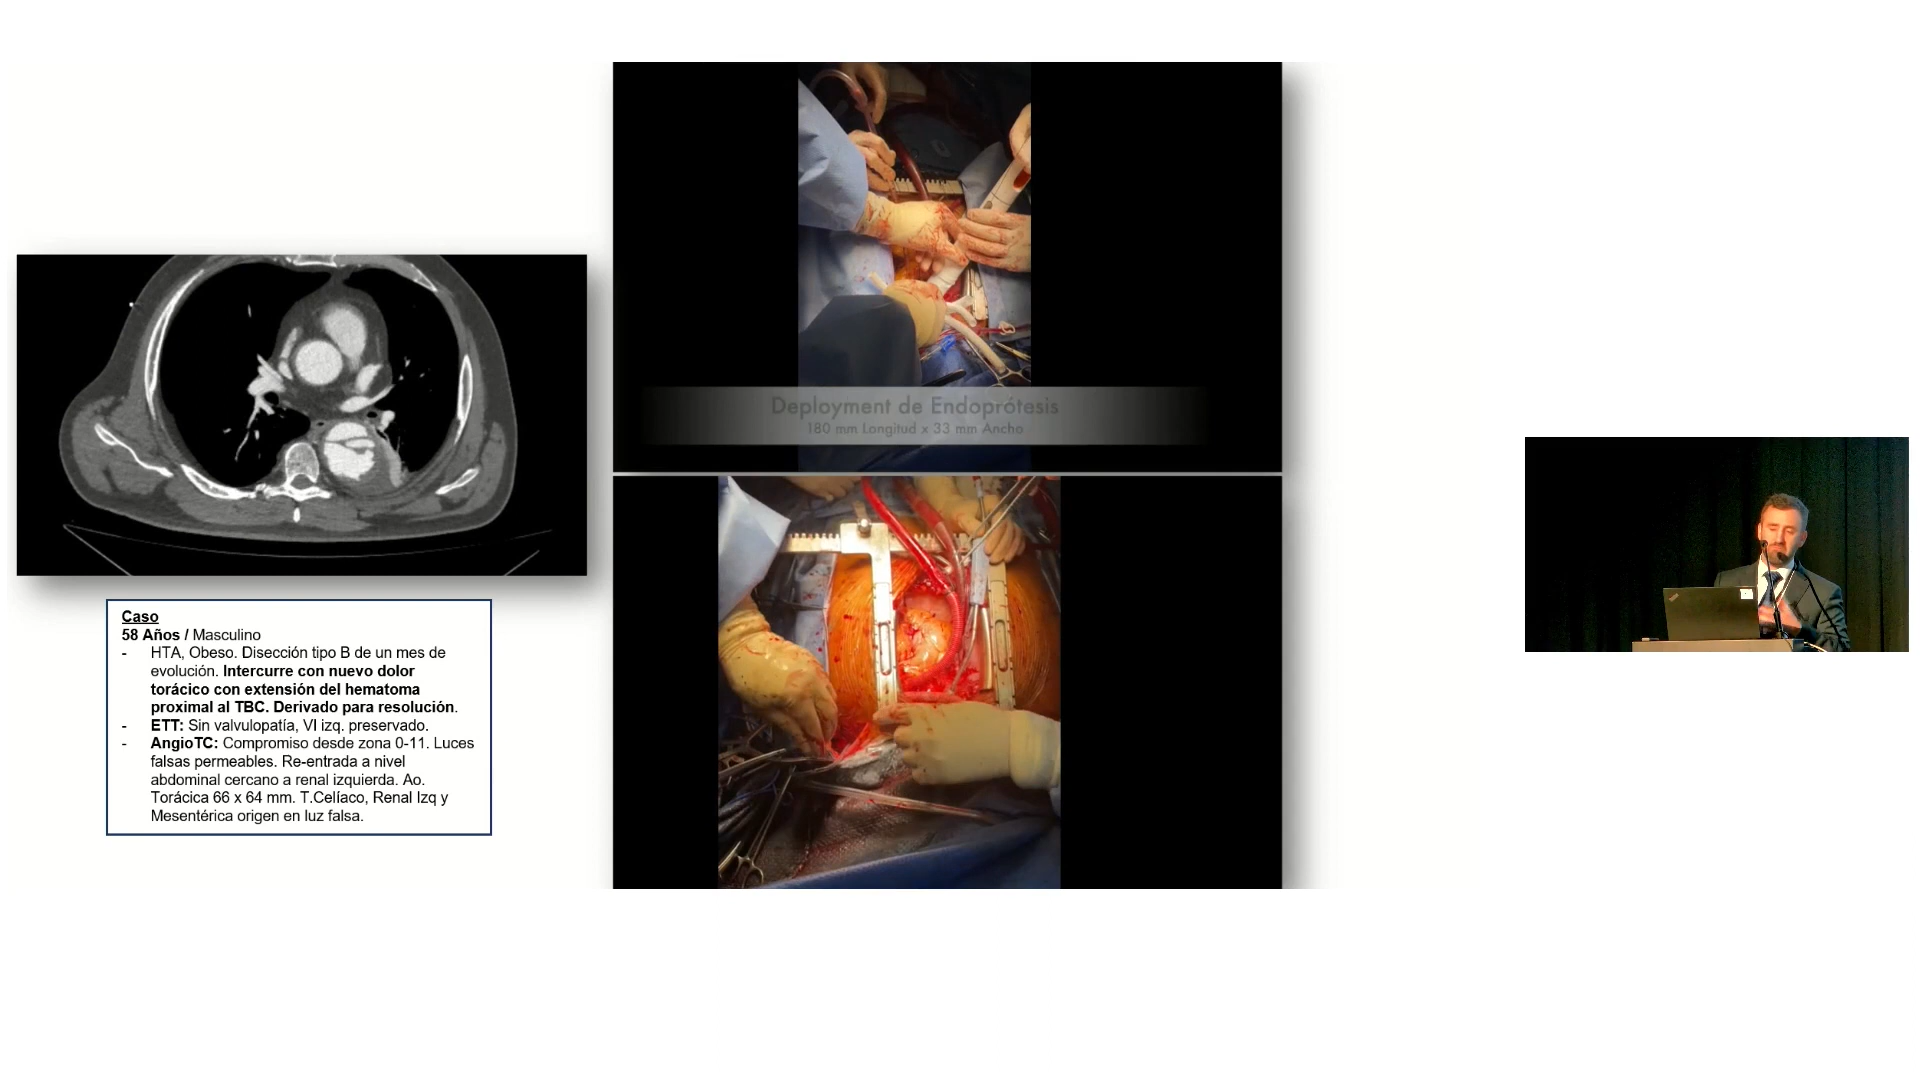 Deployment de Endoprótesis
180 mm Longitud x 33 mm Ancho
Caso
58 Años / Masculino
- HTA, Obeso. Disección tipo B de un mes de
evolución. Intercurre con nuevo dolor
torácico con extensión del hematoma
proximal al TBC. Derivado para resolución.
- ETT: Sin valvulopatía, VI izq. preservado.
- AngioTC: Compromiso desde zona 0-11. Luces
falsas permeables. Re-entrada a nivel
abdominal cercano a renal izquierda. Ao.
Torácica 66 x 64 mm. T.Celíaco, Renal Izq y
Mesentérica origen en luz falsa.